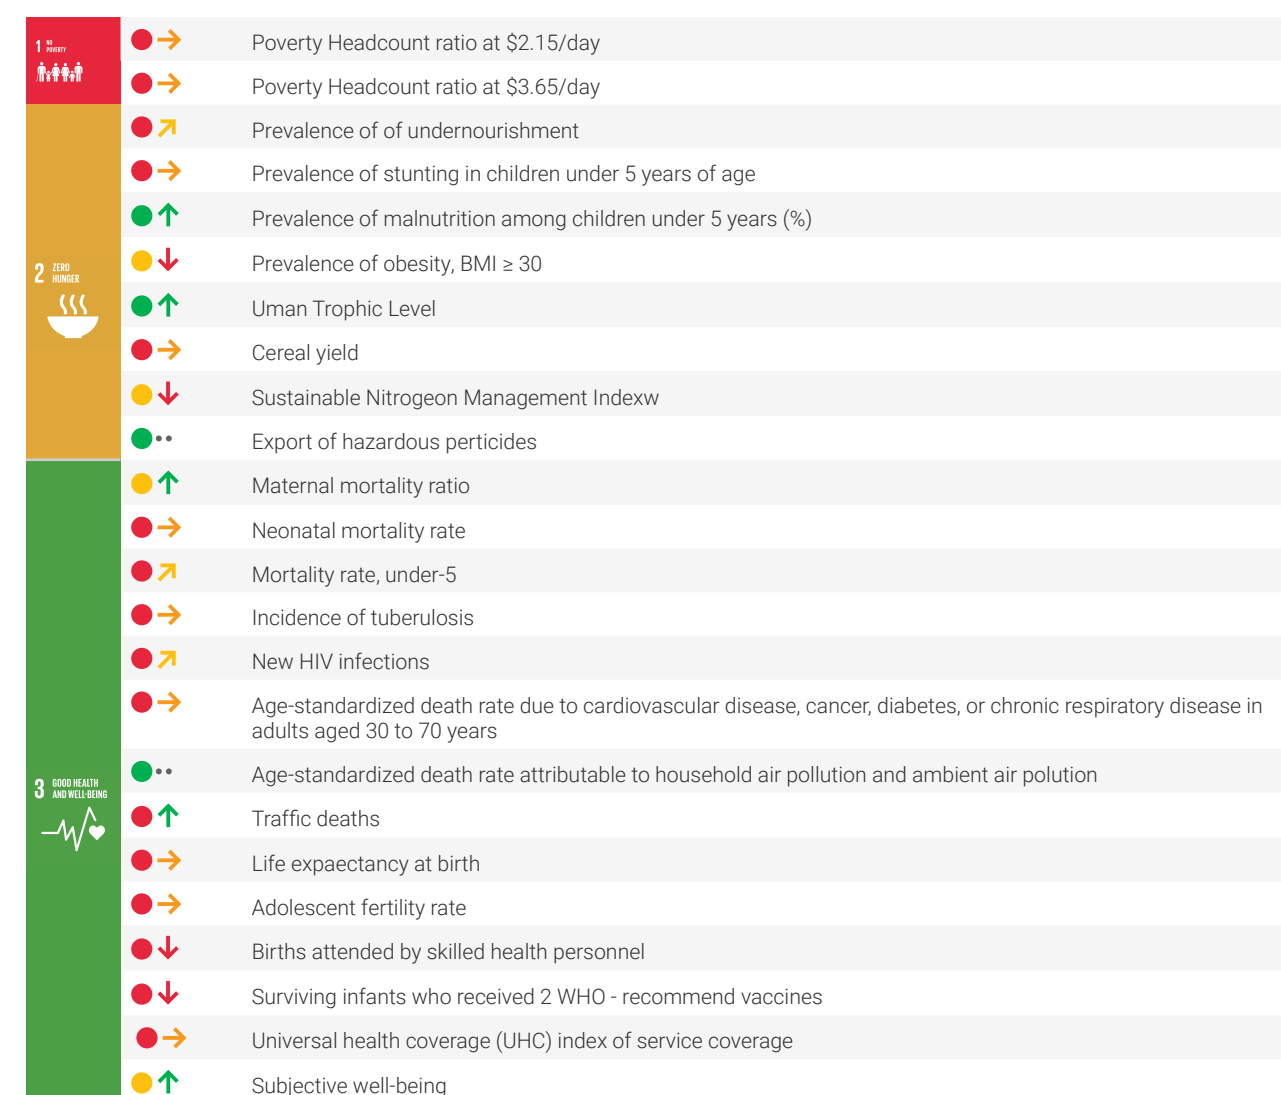 1 NO
POVERTY
Poverty Headcount ratio at $2.15/day
Poverty Headcount ratio at $3.65/day
Prevalence of of undernourishment
Prevalence of stunting in children under 5 years of age
Prevalence of malnutrition among children under 5 years (%)
2 ZERO
HUNGER
Prevalence of obesity, BMI ≥ 30
Uman Trophic Level
Cereal yield
Sustainable Nitrogeon Management Indexw
Export of hazardous perticides
Maternal mortality ratio
Neonatal mortality rate
Mortality rate, under-5
Incidence of tuberulosis
New HIV infections
Age-standardized death rate due to cardiovascular disease, cancer, diabetes, or chronic respiratory disease in
adults aged 30 to 70 years
3 GOOD HEALTH
AND WELL-BEING
Age-standardized death rate attributable to household air pollution and ambient air polution
Traffic deaths
Life expaectancy at birth
Adolescent fertility rate
Births attended by skilled health personnel
Surviving infants who received 2 WHO - recommend vaccines
Universal health coverage (UHC) index of service coverage
Subjective well-being